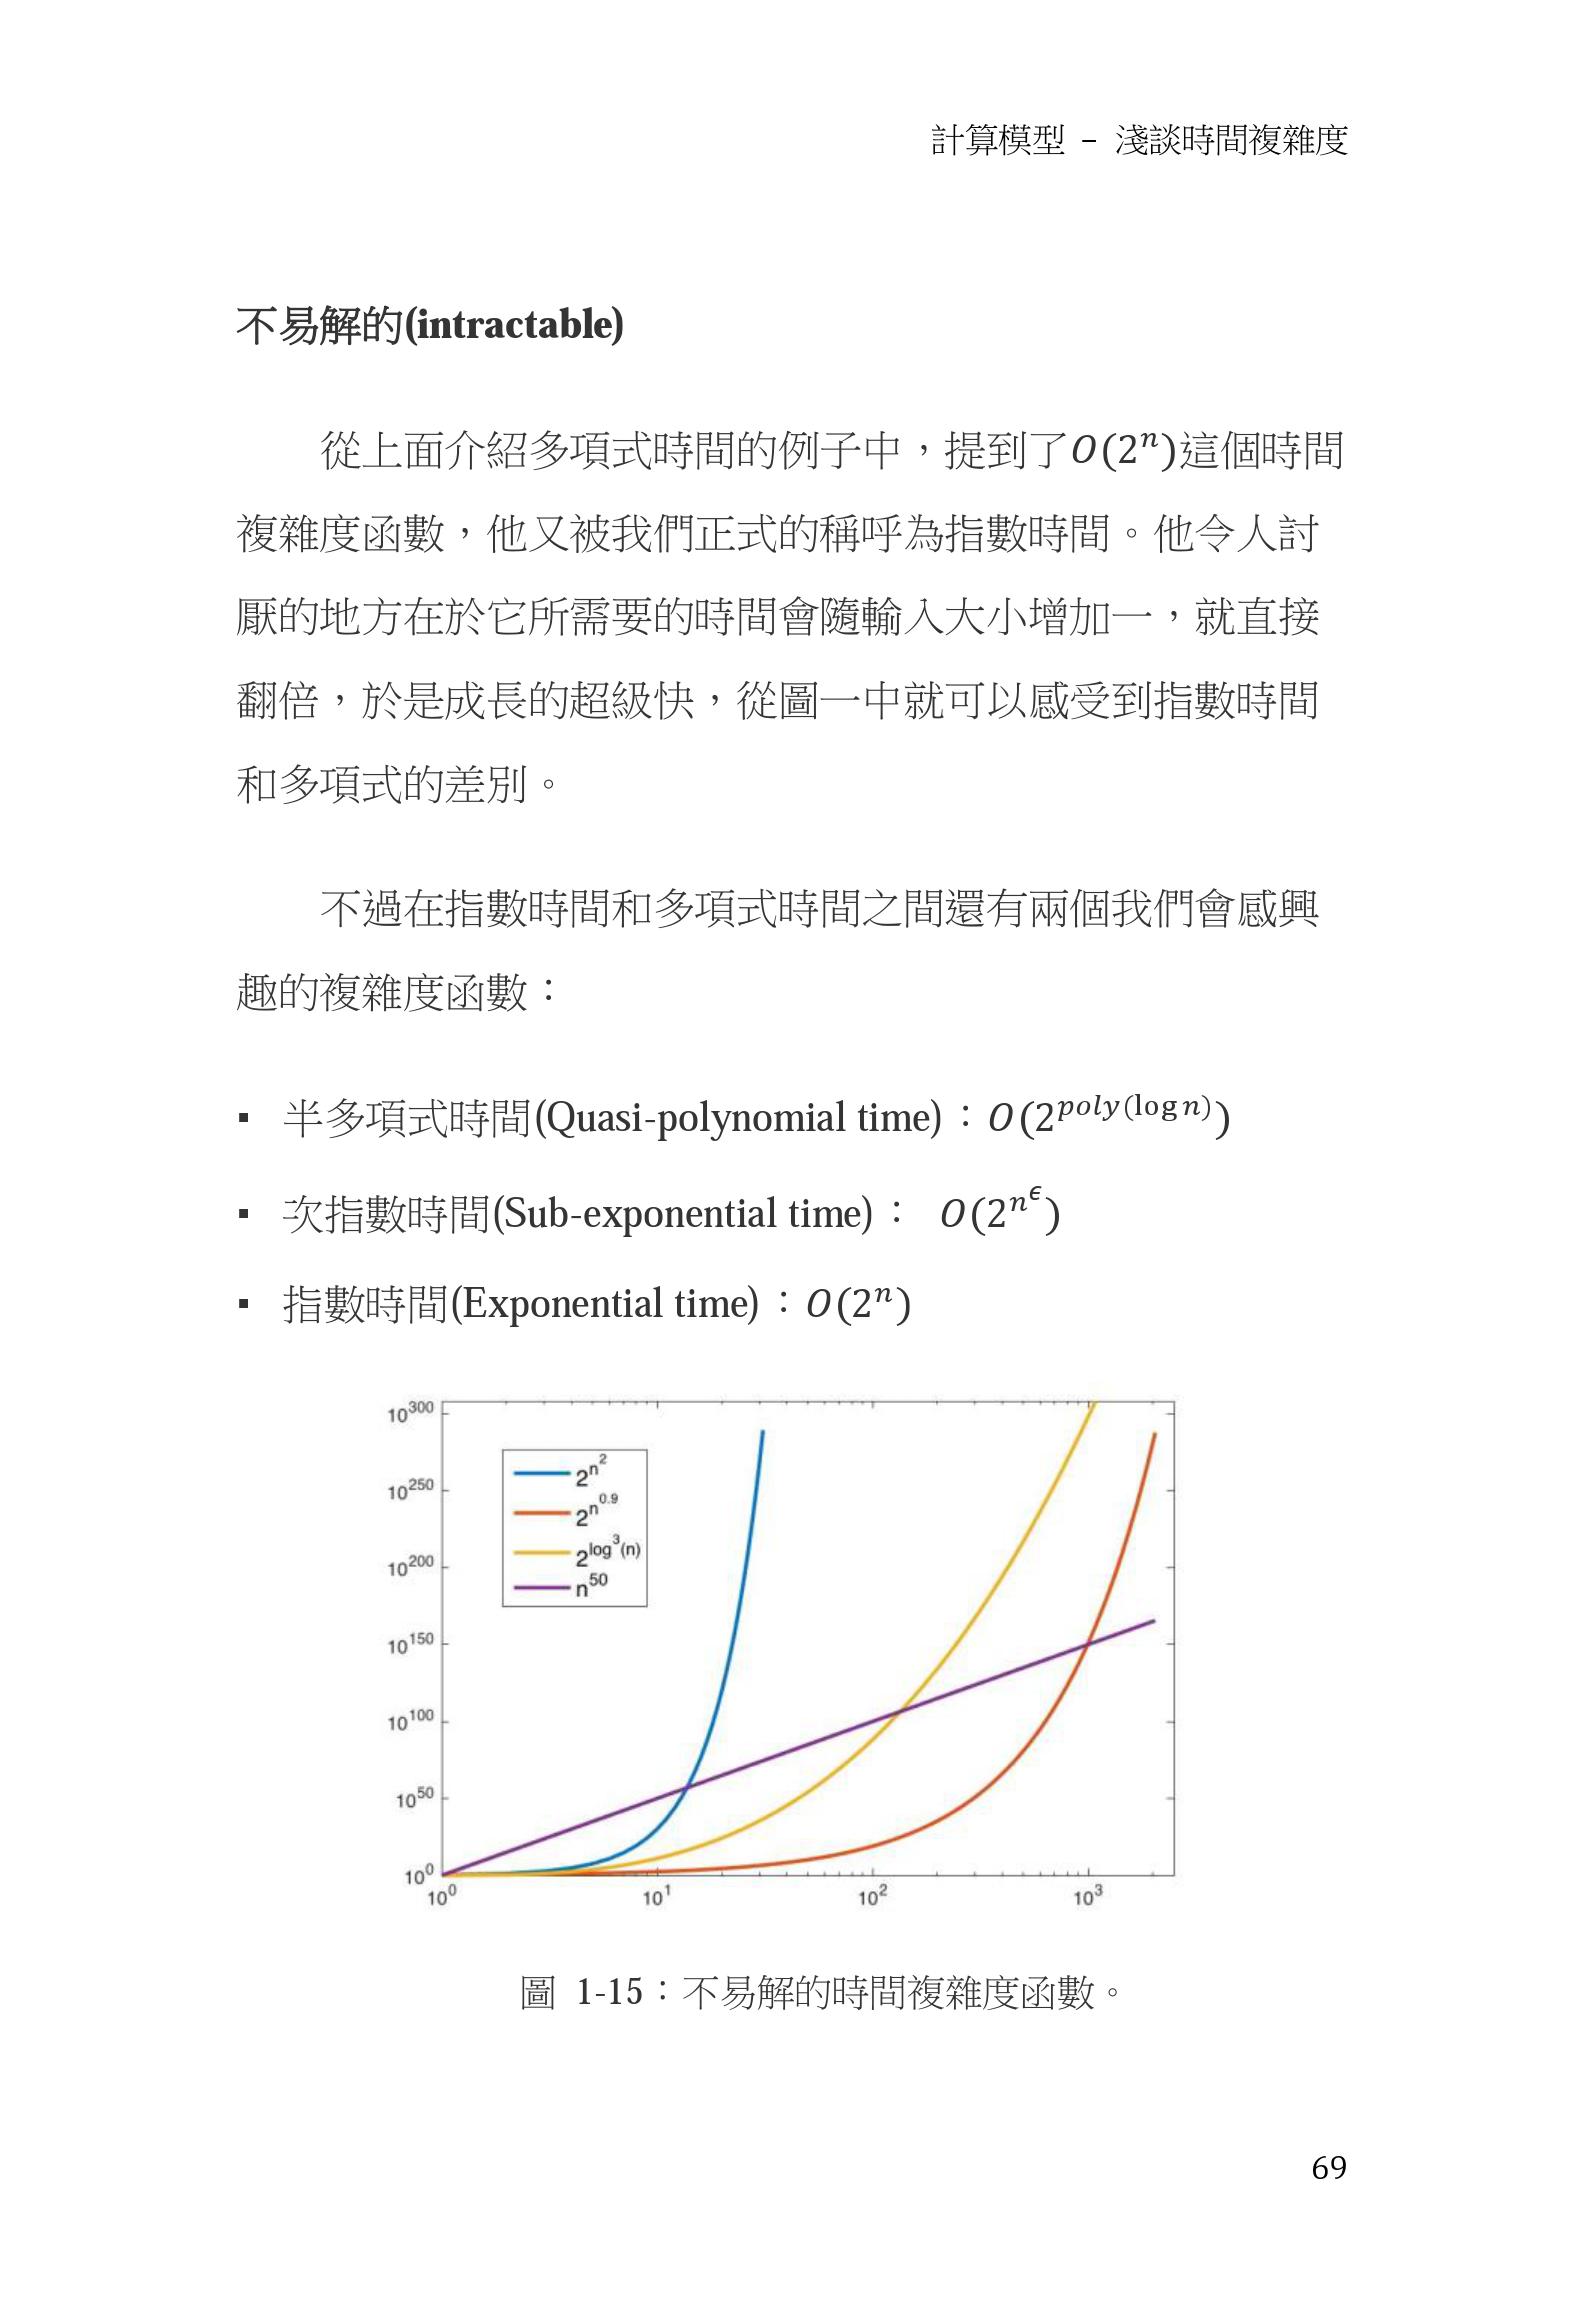 計算模型 – 淺談時間複雜度
不易解的(intractable)
從上面介紹多項式時間的例子中，提到了O(2^n)這個時間
複雜度函數，他又被我們正式的稱呼為指數時間。他令人討
厭的地方在於它所需要的時間會隨輸入大小增加一，就直接
翻倍，於是成長的超級快，從圖一中就可以感受到指數時間
和多項式的差別。
不過在指數時間和多項式時間之間還有兩個我們會感興
趣的複雜度函數：
▪ 半多項式時間(Quasi-polynomial time)：O(2^{poly(log n)})
▪ 次指數時間(Sub-exponential time)： O(2^{n^ϵ})
▪ 指數時間(Exponential time)：O(2^n)
10^300
10^250
10^200
10^150
10^100
10^50
10^0
2^{n^2}
2^{n^{0.9}}
2^{log^3(n)}
n^50
10^0 10^1 10^2 10^3
圖 1-15：不易解的時間複雜度函數。
69